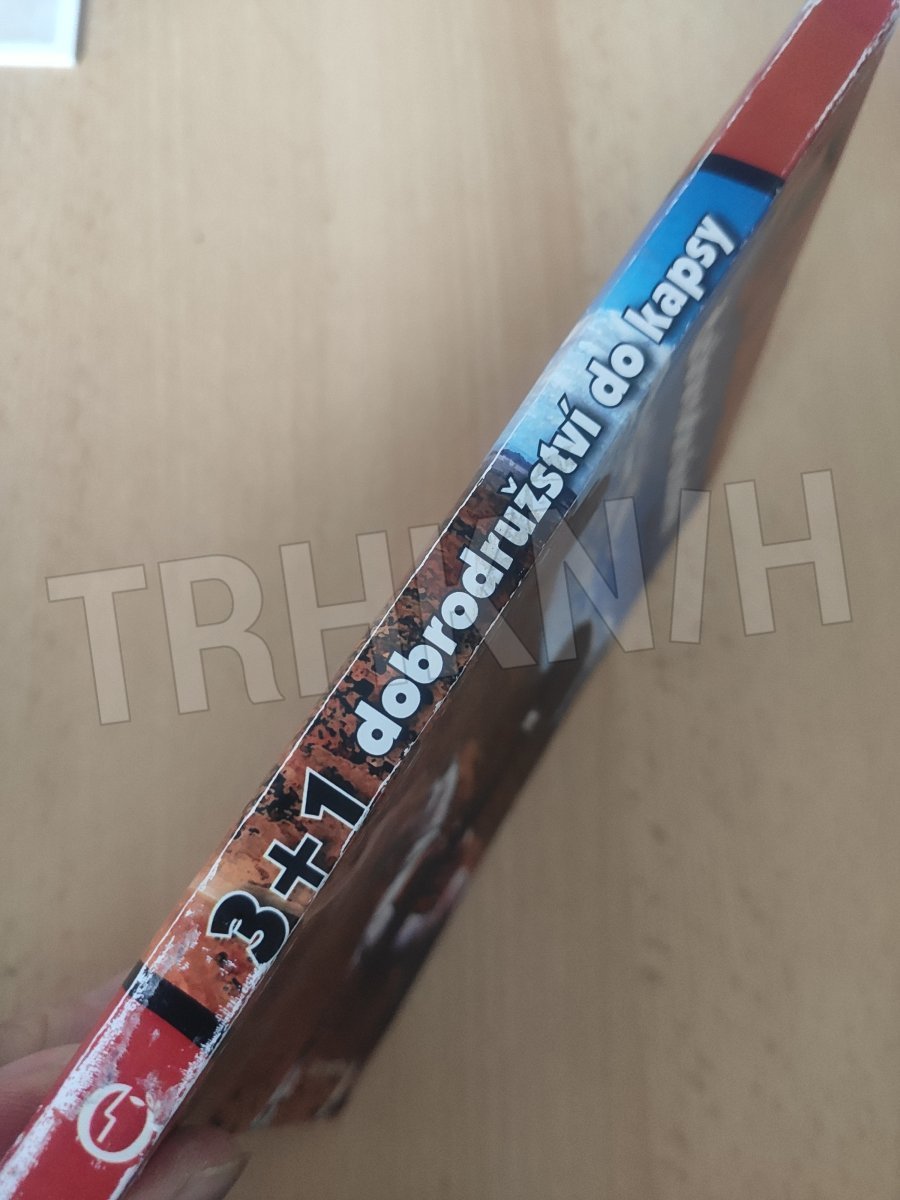 3+1 dobrodružství do kapsy
TRHKNIH